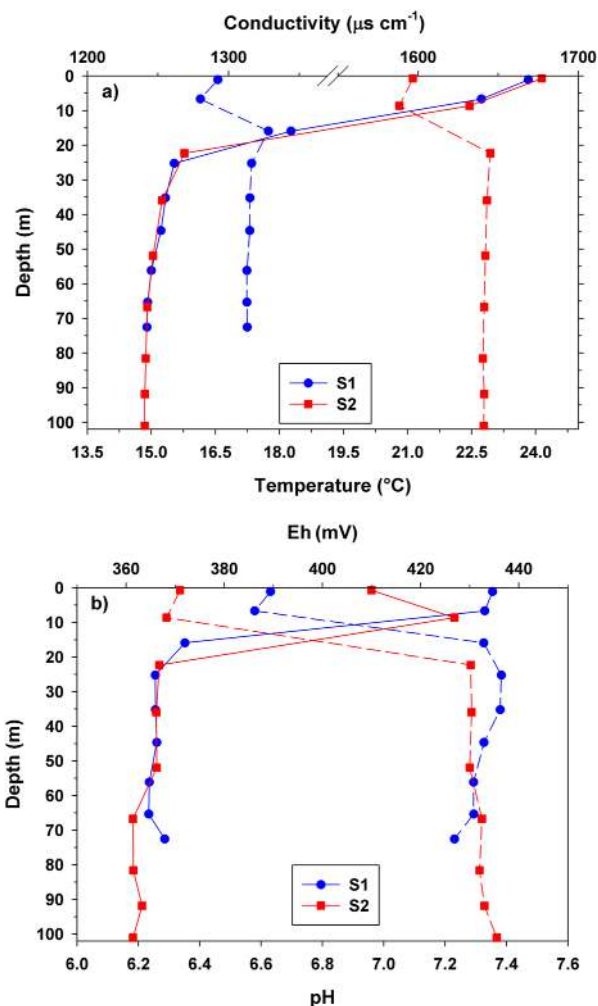 Conductivity (µs cm⁻¹)
1200 1300 1600 1700
a)
0
10
20
30
40
50
60
70
80
90
100
Depth (m)
S1
S2
13.5 15.0 16.5 18.0 19.5 21.0 22.5 24.0
Temperature (°C)
Eh (mV)
360 380 400 420 440
b)
0
10
20
30
40
50
60
70
80
90
100
Depth (m)
S1
S2
6.0 6.2 6.4 6.6 6.8 7.0 7.2 7.4 7.6
pH